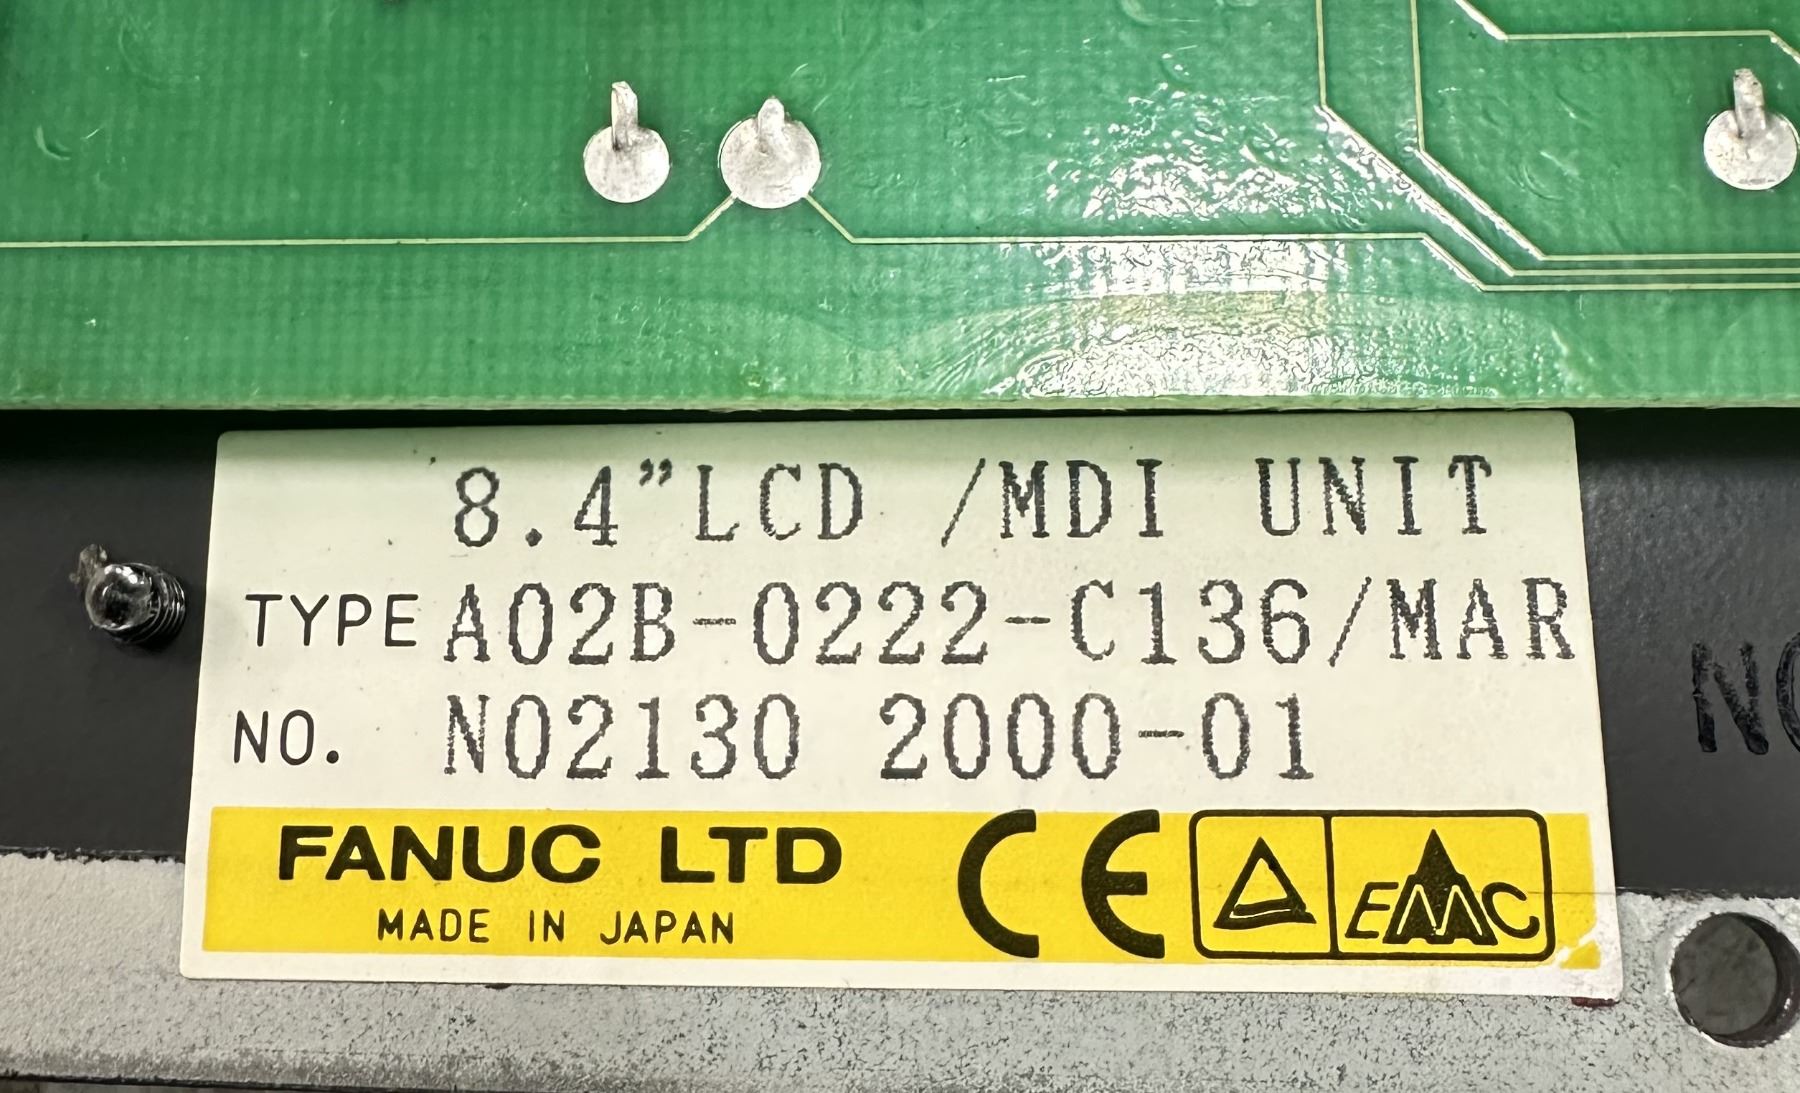 8.4”LCD /MDI UNIT
TYPE A02B-0222-C136/MAR
NO. N02130 2000-01
FANUC LTD CE EMC
MADE IN JAPAN